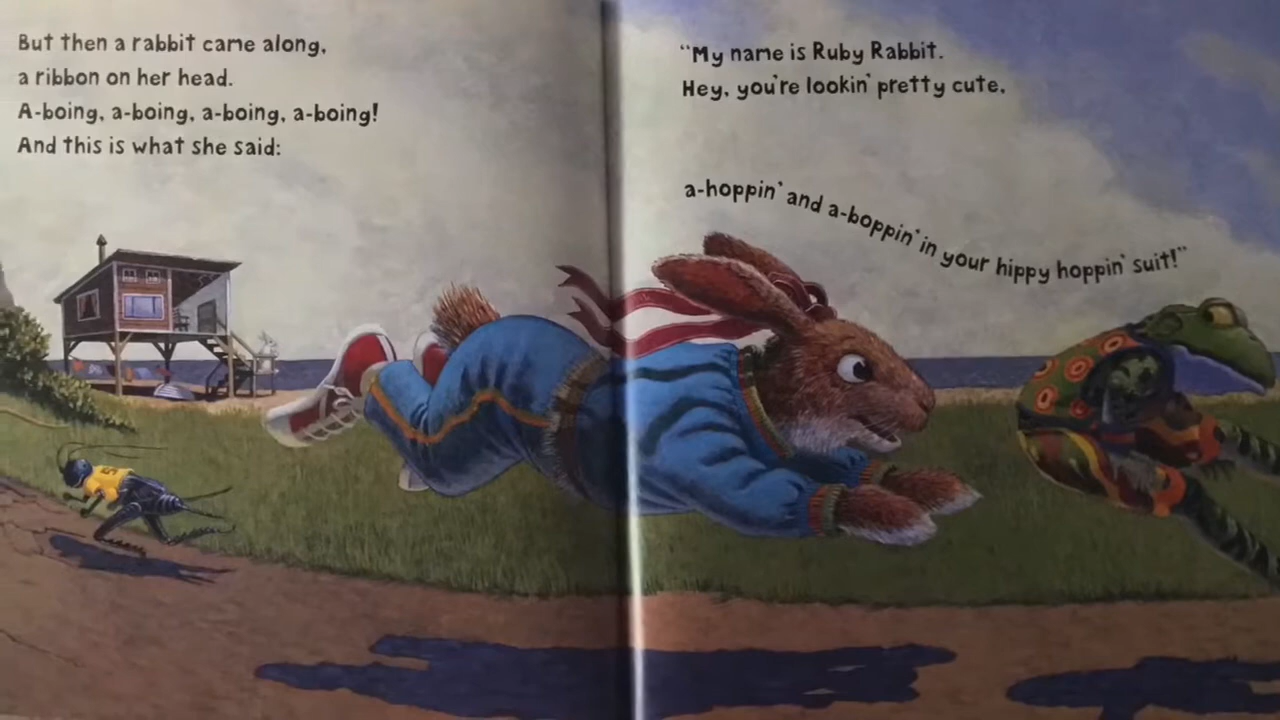 But then a rabbit came along,
a ribbon on her head.
A-boing, a-boing, a-boing, a-boing!
And this is what she said:
“My name is Ruby Rabbit.
Hey, you’re lookin’ pretty cute,
a-hoppin’ and a-boppin’ in your hippy hoppin’ suit!”